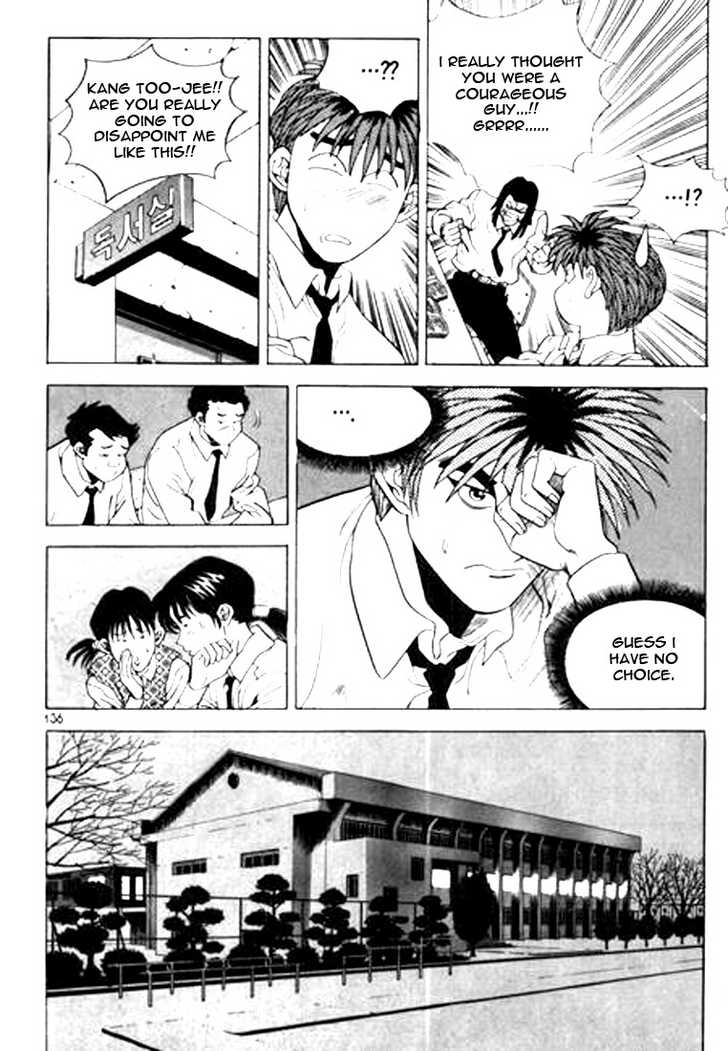 KANG TOO-JEE!!
ARE YOU REALLY
GOING TO
DISAPPOINT ME
LIKE THIS!!
독서실
...??
I REALLY THOUGHT
YOU WERE A
COURAGEOUS
GUY...!!
GRRRR......
...!?
...
GUESS I
HAVE NO
CHOICE.
136